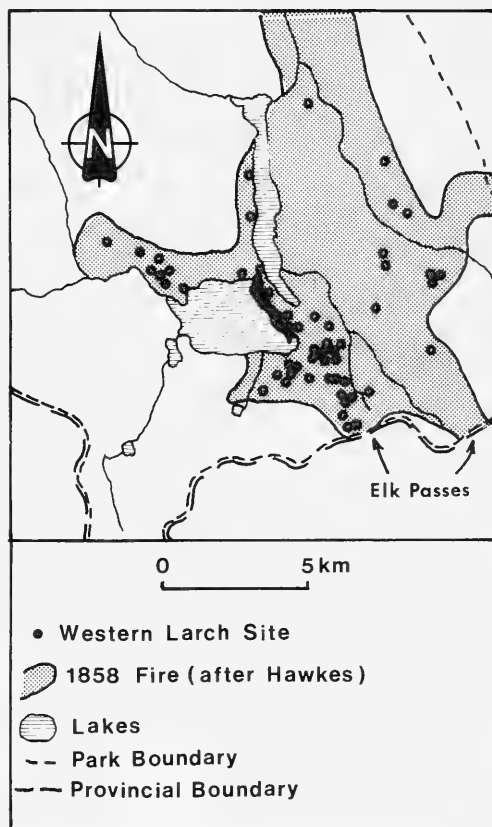 N
Elk Passes
0 5 km
Western Larch Site
1858 Fire (after Hawkes)
Lakes
Park Boundary
Provincial Boundary